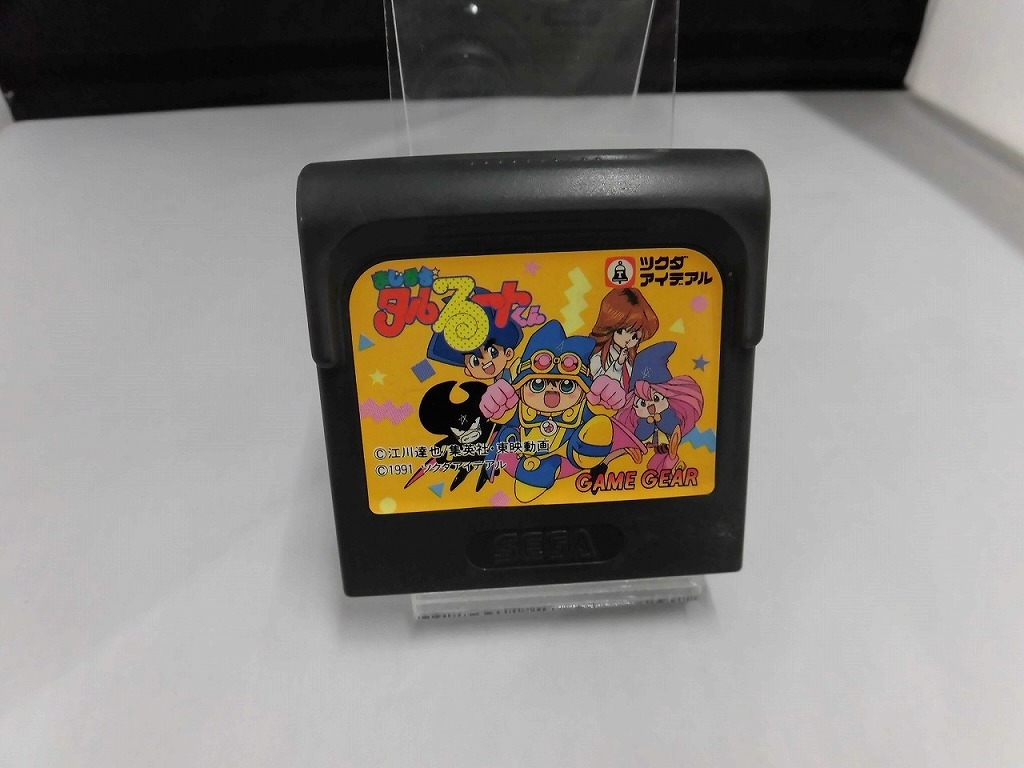 まじかる☆
タルるートくん
ツクダ
アイデアル
©江川達也/集英社・東映動画
©1991 ツクダアイデアル
GAME GEAR
SEGA